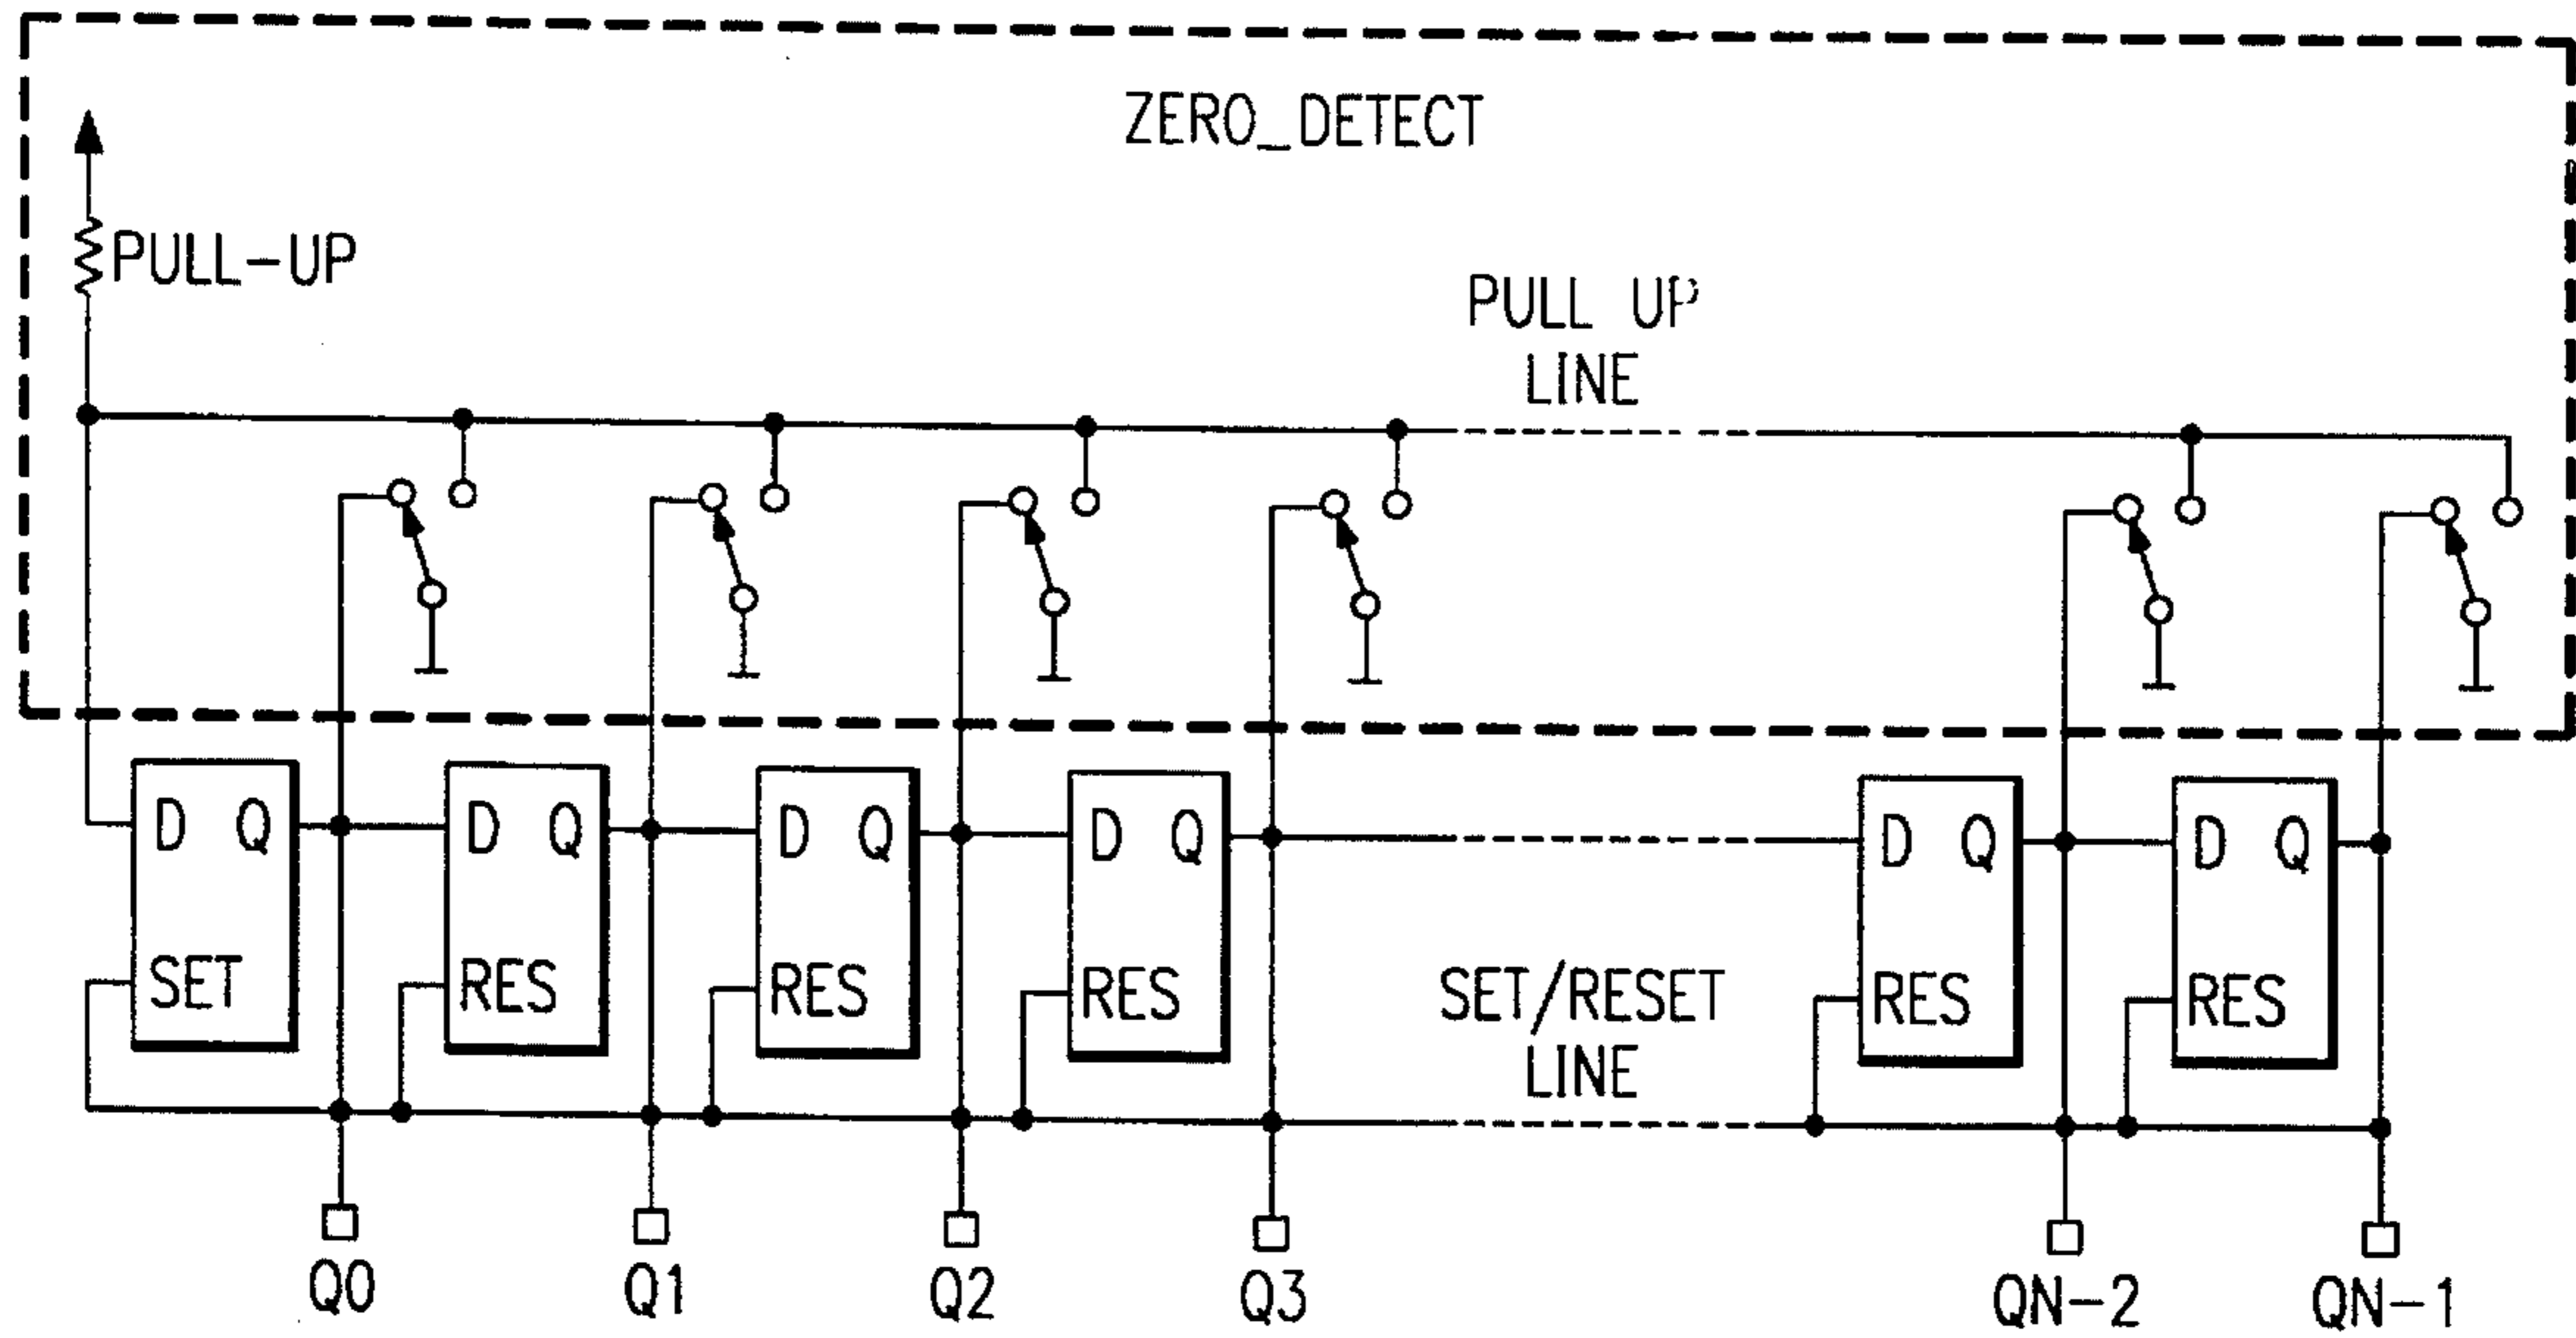 ZERO_DETECT
PULL-UP
PULL UP
LINE
D Q
D Q
D Q
D Q
D Q
D Q
SET
RES
RES
RES
SET/RESET
LINE
RES
RES
Q0
Q1
Q2
Q3
QN-2
QN-1